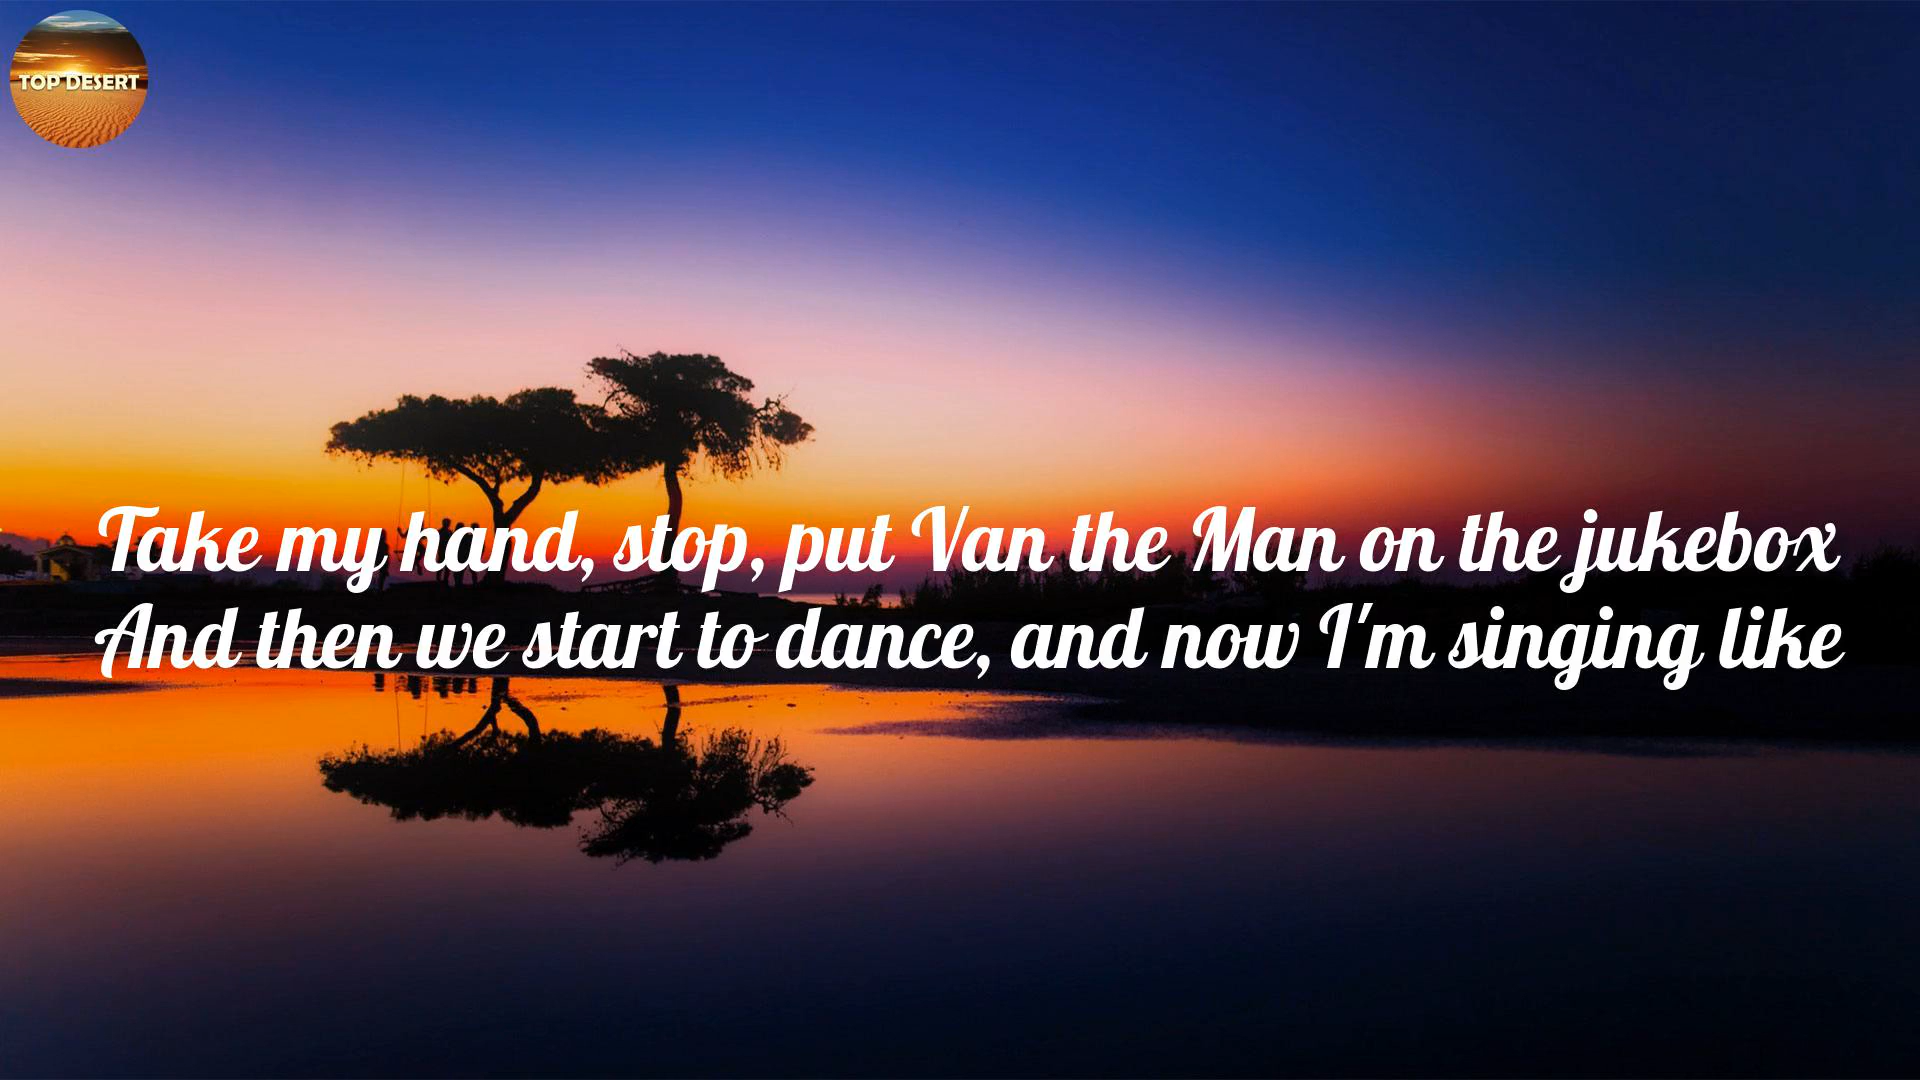 TOP DESERT
Take my hand, stop, put Van the Man on the jukebox
And then we start to dance, and now I'm singing like